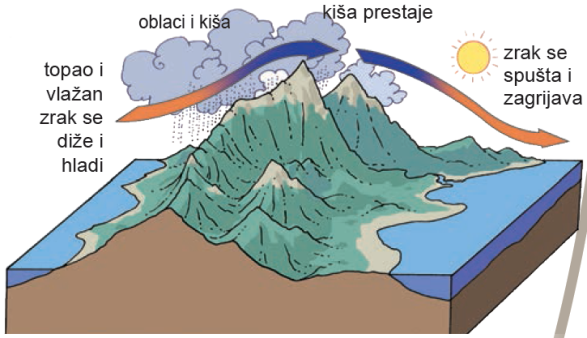 oblaci i kiša
kiša prestaje
topao i
vlažan
zrak se
diže i
hladi
zrak se
spušta i
zagrijava